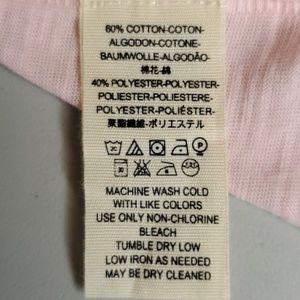 60% COTTON-COTON-
ALGODON-COTONE-
BAUMWOLLE-ALGODÃO-
棉花-綿
40% POLYESTER-POLYESTER-
POLIESTER-POLIESTERE-
POLYESTER-POLIÉSTER-
聚酯纖維-ポリエステル
MACHINE WASH COLD
WITH LIKE COLORS
USE ONLY NON-CHLORINE
BLEACH
TUMBLE DRY LOW
LOW IRON AS NEEDED
MAY BE DRY CLEANED